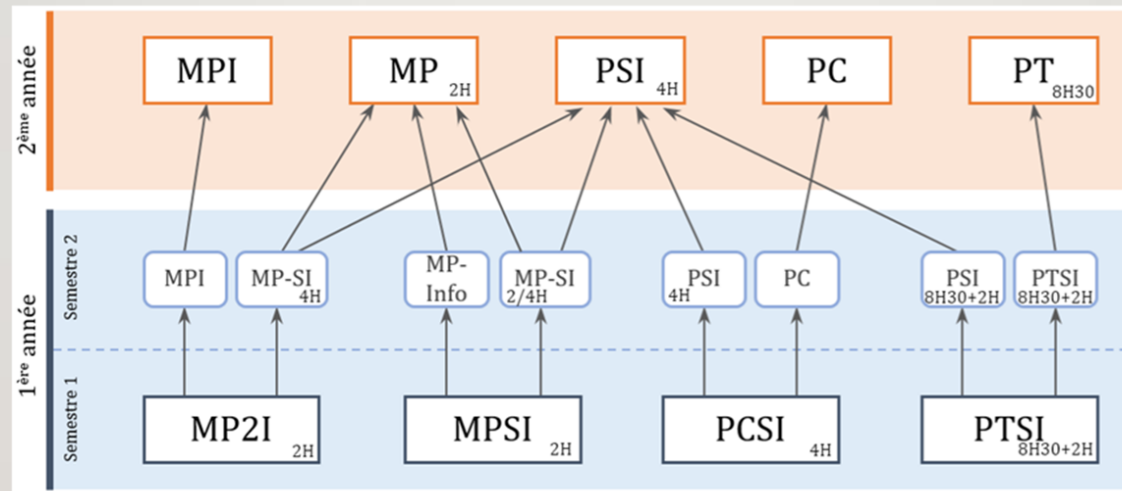 2ème année
MPI
MP
2H
PSI
4H
PC
PT
8H30
1ère année
Semestre 2
MPI
MP-SI
4H
MP-
Info
MP-SI
2/4H
PSI
4H
PC
PSI
8H30+2H
PTSI
8H30+2H
Semestre 1
MP2I
2H
MPSI
2H
PCSI
4H
PTSI
8H30+2H